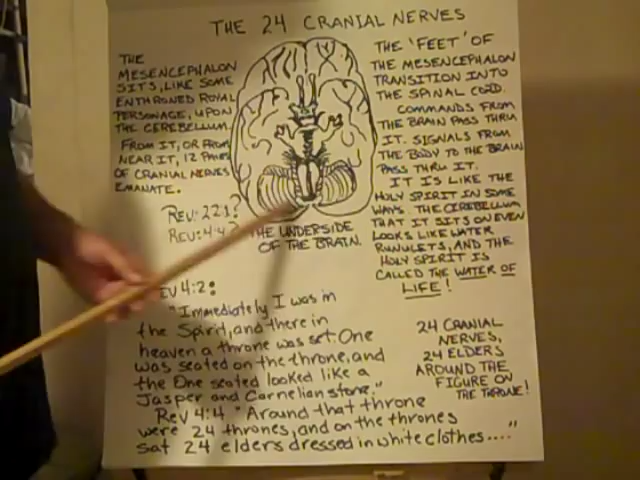 THE 24 CRANIAL NERVES
THE
MESENCEPHALON
SITS, LIKE SOME
ENTHRONED ROYAL
PERSONAGE, UPON
THE CEREBELLUM
FROM IT, OR FROM
NEAR IT, 12 PAIRS
OF CRANIAL NERVES
EMANATE.
REV: 22:1?
REV: 4:4?
THE UNDERSIDE
OF THE BRAIN.
THE 'FEET' OF
THE MESENCEPHALON
TRANSITION INTO
THE SPINAL CORD.
COMMANDS FROM
THE BRAIN PASS THRU
IT. SIGNALS FROM
THE BODY TO THE BRAIN
PASS THRU IT.
IT IS LIKE THE
HOLY SPIRIT IN SOME
WAYS. THE CEREBELLUM
THAT IT SITS ON EVEN
LOOKS LIKE WATER
RUNULETS, AND THE
HOLY SPIRIT IS
CALLED THE WATER OF
LIFE!
EV 4:2:
"Immediately I was in
the Spirit, and there in
heaven a throne was set. One
was seated on the throne, and
the One seated looked like a
Jasper and Carnelian stone."
Rev 4:4 "Around that throne
were 24 thrones, and on the thrones
sat 24 elders dressed in white clothes...."
24 CRANIAL
NERVES,
24 ELDERS
AROUND THE
FIGURE ON
THE THRONE!